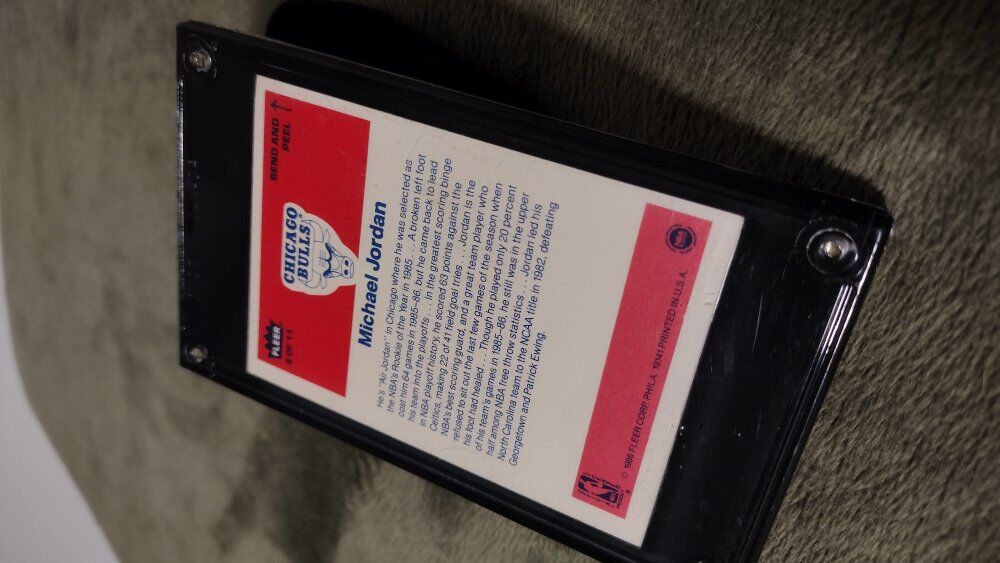 FLEER®
8 OF 11
CHICAGO
BULLS®
BEND AND
PEEL
Michael Jordan
He's "Air Jordan" in Chicago where he was selected as
the NBA's Rookie of the Year in 1985. . . A broken left foot
cost him 64 games in 1985–86, but he came back to lead
his team into the playoffs . . . In the greatest scoring binge
in NBA playoff history, he scored 63 points against the
Celtics, making 22 of 41 field goal tries . . . Jordan is the
NBA's best scoring guard, and a great team player who
refused to sit out the last few games of the season when
his foot had healed. . . Though he played only 20 percent
of his team's games in 1985–86, he still was in the upper
half among NBA free throw statistics. . . . Jordan led his
North Carolina team to the NCAA title in 1982, defeating
Georgetown and Patrick Ewing.
© 1986 FLEER CORP. PHILA. 19141 PRINTED IN U.S.A.